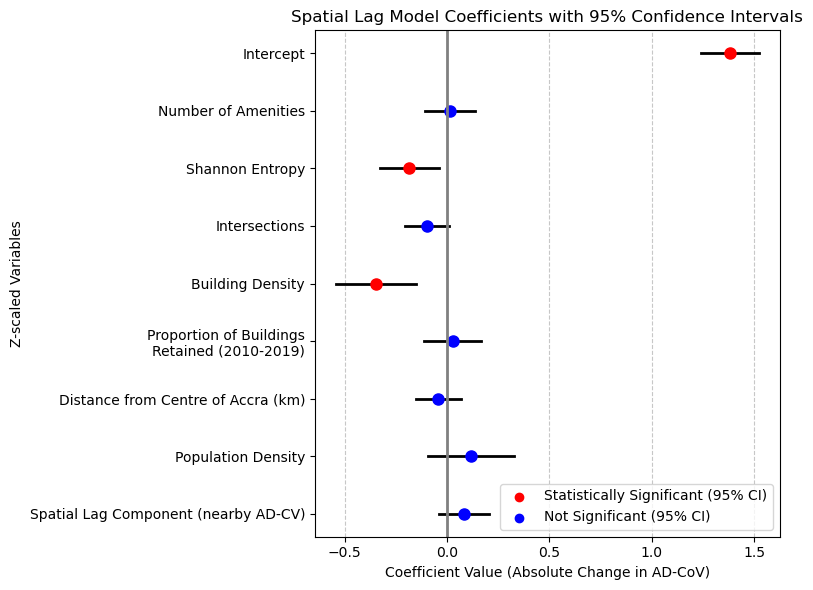 Spatial Lag Model Coefficients with 95% Confidence Intervals
Z-scaled Variables
Intercept
Number of Amenities
Shannon Entropy
Intersections
Building Density
Proportion of Buildings
Retained (2010-2019)
Distance from Centre of Accra (km)
Population Density
Spatial Lag Component (nearby AD-CV)
Statistically Significant (95% CI)
Not Significant (95% CI)
−0.5 0.0 0.5 1.0 1.5
Coefficient Value (Absolute Change in AD-CoV)